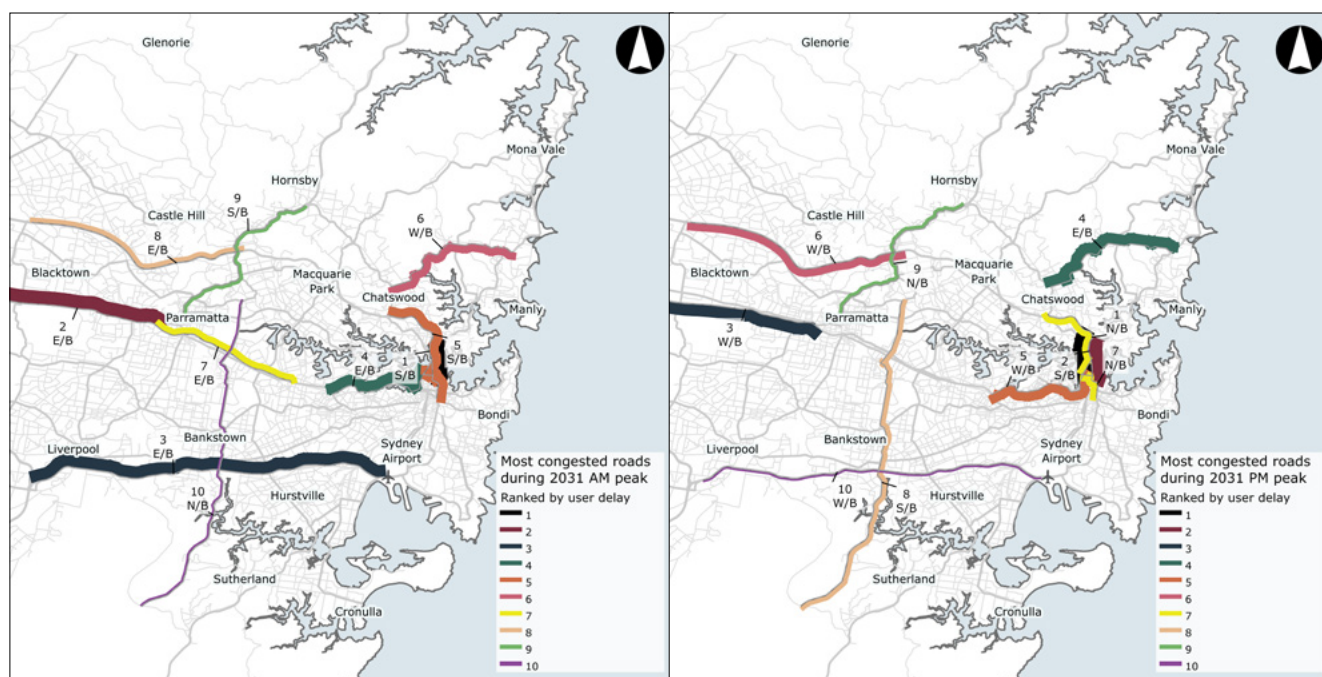 Glenorie
Mona Vale
Hornsby
9
S/B
Castle Hill
6
W/B
8
E/B
Blacktown
Macquarie
Park
Chatswood
Manly
2
E/B
Parramatta
7
E/B
4
E/B
1
S/B
5
S/B
Bondi
Liverpool
3
E/B
Bankstown
Sydney
Airport
10
N/B
Hurstville
Sutherland
Cronulla
Most congested roads
during 2031 AM peak
Ranked by user delay
1
2
3
4
5
6
7
8
9
10
Glenorie
Mona Vale
Hornsby
Castle Hill
4
E/B
6
W/B
9
N/B
Blacktown
Macquarie
Park
Chatswood
Manly
3
W/B
Parramatta
1
N/B
5
W/B
2
S/B
7
N/B
Bondi
Liverpool
Bankstown
Sydney
Airport
10
W/B
8
S/B
Hurstville
Sutherland
Cronulla
Most congested roads
during 2031 PM peak
Ranked by user delay
1
2
3
4
5
6
7
8
9
10